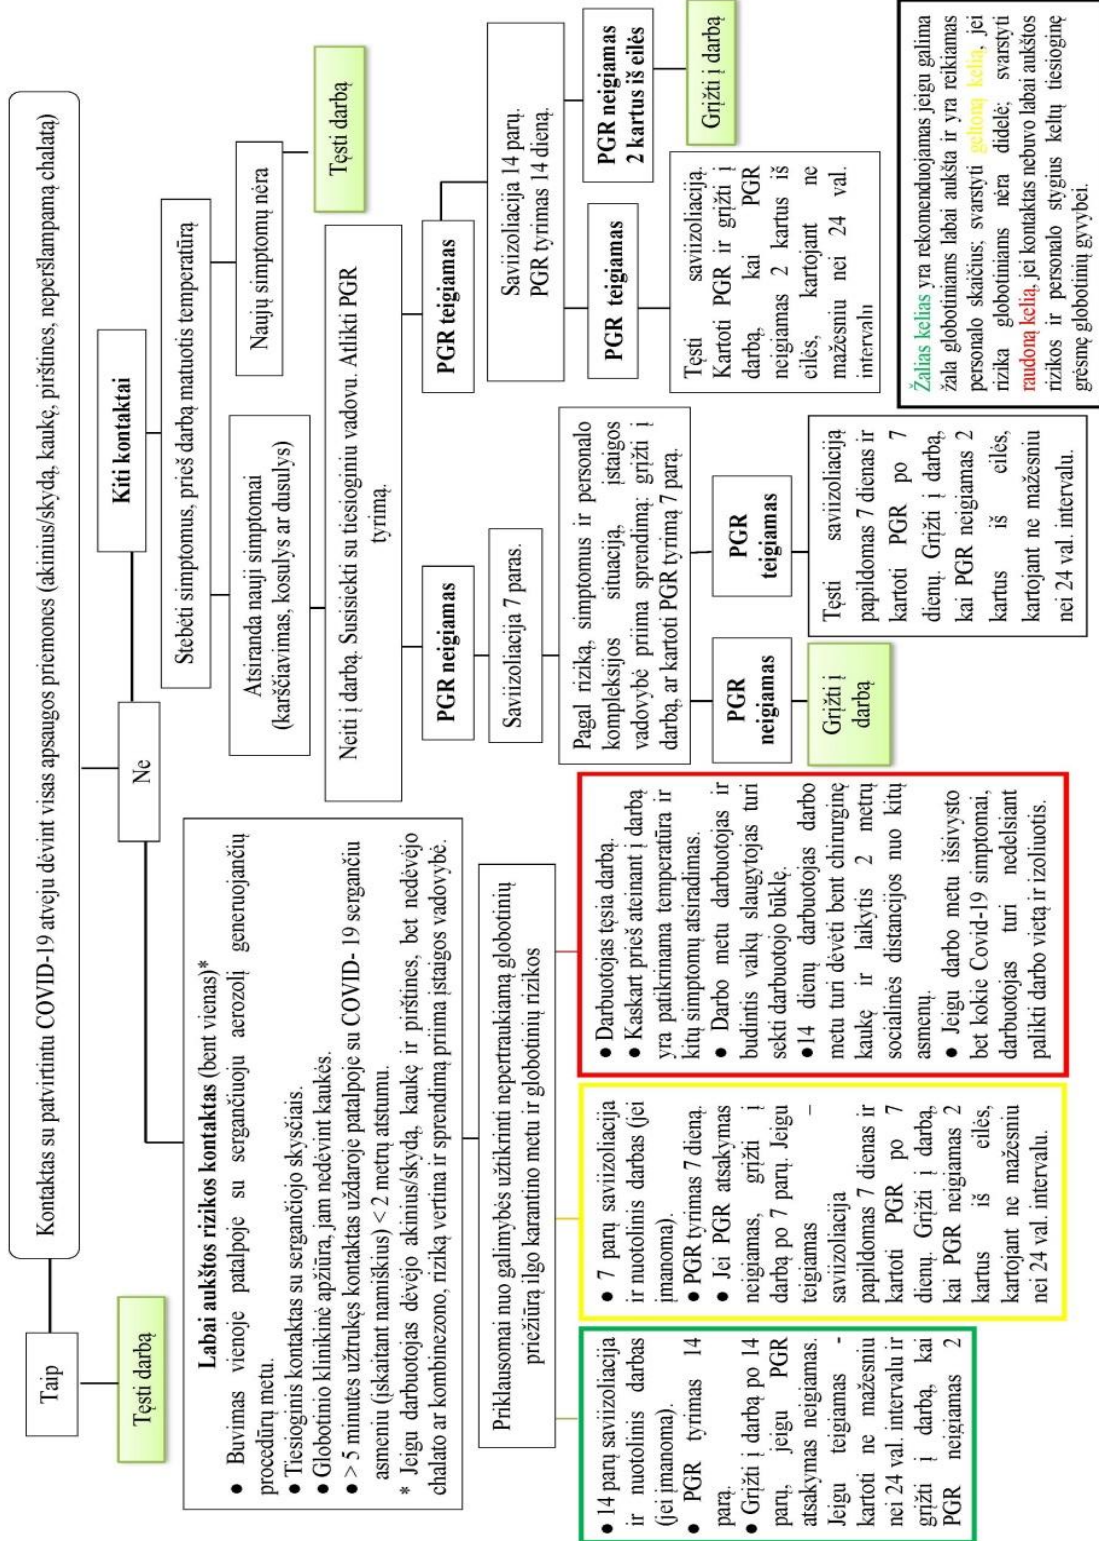 Kontaktas su patvirtintu COVID-19 atveju dėvint visas apsaugos priemones (akinius/skydą, kaukę, pirštines, neperšlampamą chalatą)
Taip
Tęsti darbą
Ne
Labai aukštos rizikos kontaktas (bent vienas)*
● Buvimas vienoje patalpoje su sergančiuoju aerozolį generuojančių
procedūrų metu.
● Tiesioginis kontaktas su sergančiojo skysčiais.
● Globotinio klinikinė apžiūra, jam nedėvint kaukės.
● > 5 minutes užtrukęs kontaktas uždaroje patalpoje su COVID- 19 sergančiu
asmeniu (įskaitant namiškius) < 2 metrų atstumu.
* Jeigu darbuotojas dėvėjo akinius/skydą, kaukę ir pirštines, bet nedėvėjo
chalato ar kombinezono, riziką vertina ir sprendimą priima įstaigos vadovybė.
Priklausomai nuo galimybės užtikrinti nepertraukiamą globotinių
priežiūrą ilgo karantino metu ir globotinių rizikos
● 14 parų saviizoliacija
ir nuotolinis darbas
(jei įmanoma).
● PGR tyrimas 14
parą.
● Grįžti į darbą po 14
parų, jeigu PGR
atsakymas neigiamas.
Jeigu teigiamas -
kartoti ne mažesniu
nei 24 val. intervalu ir
grįžti į darbą, kai
PGR neigiamas 2
● 7 parų saviizoliacija
ir nuotolinis darbas (jei
įmanoma).
● PGR tyrimas 7 dieną.
● Jei PGR atsakymas
neigiamas, grįžti į
darbą po 7 parų. Jeigu
teigiamas –
saviizoliacija
papildomas 7 dienas ir
kartoti PGR po 7
dienų. Grįžti į darbą,
kai PGR neigiamas 2
kartus iš eilės,
kartojant ne mažesniu
nei 24 val. intervalu.
● Darbuotojas tęsia darbą.
● Kaskart prieš ateinant į darbą
yra patikrinama temperatūra ir
kitų simptomų atsiradimas.
● Darbo metu darbuotojas ir
budintis vaikų slaugytojas turi
sekti darbuotojo būklę.
●14 dienų darbuotojas darbo
metu turi dėvėti bent chirurginę
kaukę ir laikytis 2 metrų
socialinės distancijos nuo kitų
asmenų.
● Jeigu darbo metu išsivysto
bet kokie Covid-19 simptomai,
darbuotojas turi nedelsiant
palikti darbo vietą ir izoliuotis.
Kiti kontaktai
Stebėti simptomus, prieš darbą matuotis temperatūrą
Atsiranda nauji simptomai
(karščiavimas, kosulys ar dusulys)
Naujų simptomų nėra
Tęsti darbą
Neiti į darbą. Susisiekti su tiesioginiu vadovu. Atlikti PGR
tyrimą.
PGR neigiamas
Saviizoliacija 7 paras.
Pagal riziką, simptomus ir personalo
kompleksijos situaciją, įstaigos
vadovybė prima sprendimą: grįžti į
darbą, ar kartoti PGR tyrimą 7 parą.
PGR
neigiamas
Grįžti į
darbą
PGR
teigiamas
Tęsti saviizoliaciją
papildomas 7 dienas ir
kartoti PGR po 7
dienų. Grįžti į darbą,
kai PGR neigiamas 2
kartus iš eilės,
kartojant ne mažesniu
nei 24 val. intervalu.
PGR teigiamas
Saviizoliacija 14 parų.
PGR tyrimas 14 dieną.
PGR teigiamas
Tęsti saviizoliaciją.
Kartoti PGR ir grįžti į
darbą, kai PGR
neigiamas 2 kartus iš
eilės, kartojant ne
mažesniu nei 24 val.
intervalu
PGR neigiamas
2 kartus iš eilės
Grįžti į darbą
Žalias kelias yra rekomenduojamas jeigu galima
žala globotiniams labai aukšta ir yra reikiamas
personalo skaičius; svarstyti geltoną kelią, jei
rizika globotiniams nėra didelė; svarstyti
raudoną kelią, jei kontaktas nebuvo labai aukštos
rizikos ir personalo stygius keltų tiesioginę
grėsmę globotinių gyvybei.